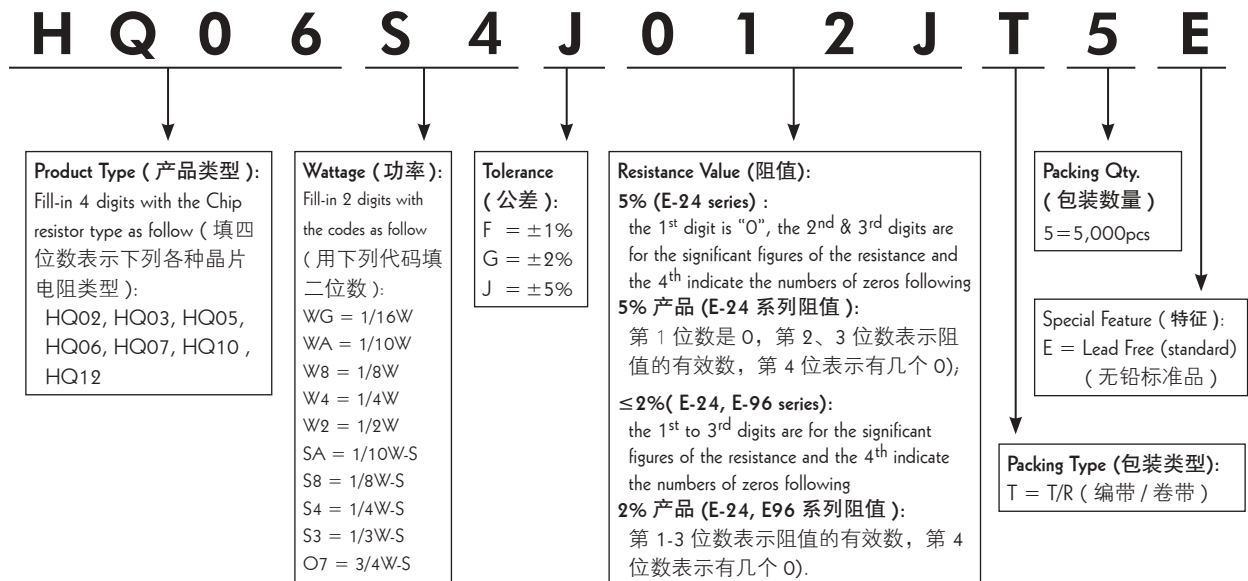 H Q 0 6 S 4 J 0 1 2 J T 5 E
Product Type ( 产品类型 ):
Fill-in 4 digits with the Chip
resistor type as follow ( 填四
位数表示下列各种晶片
电阻类型 ):
HQ02, HQ03, HQ05,
HQ06, HQ07, HQ10 ,
HQ12
Wattage ( 功率 ):
Fill-in 2 digits with
the codes as follow
( 用下列代码填
二位数 ):
WG = 1/16W
WA = 1/10W
W8 = 1/8W
W4 = 1/4W
W2 = 1/2W
SA = 1/10W-S
S8 = 1/8W-S
S4 = 1/4W-S
S3 = 1/3W-S
O7 = 3/4W-S
Tolerance
( 公差 ):
F = ±1%
G = ±2%
J = ±5%
Resistance Value (阻值):
5% (E-24 series) :
the 1st digit is “0”, the 2nd & 3rd digits are
for the significant figures of the resistance and
the 4th indicate the numbers of zeros following
5% 产品 (E-24 系列阻值 ):
第 1 位数是 0，第 2、3 位数表示阻
值的有效数，第 4 位表示有几个 0);
≤2%( E-24, E-96 series):
the 1st to 3rd digits are for the significant
figures of the resistance and the 4th indicate
the numbers of zeros following
2% 产品 (E-24, E96 系列阻值 ):
第 1-3 位数表示阻值的有效数，第 4
位数表示有几个 0).
Packing Qty.
( 包装数量 )
5=5,000pcs
Special Feature ( 特征 ):
E = Lead Free (standard)
( 无铅标准品 )
Packing Type (包装类型):
T = T/R ( 编带 / 卷带 )